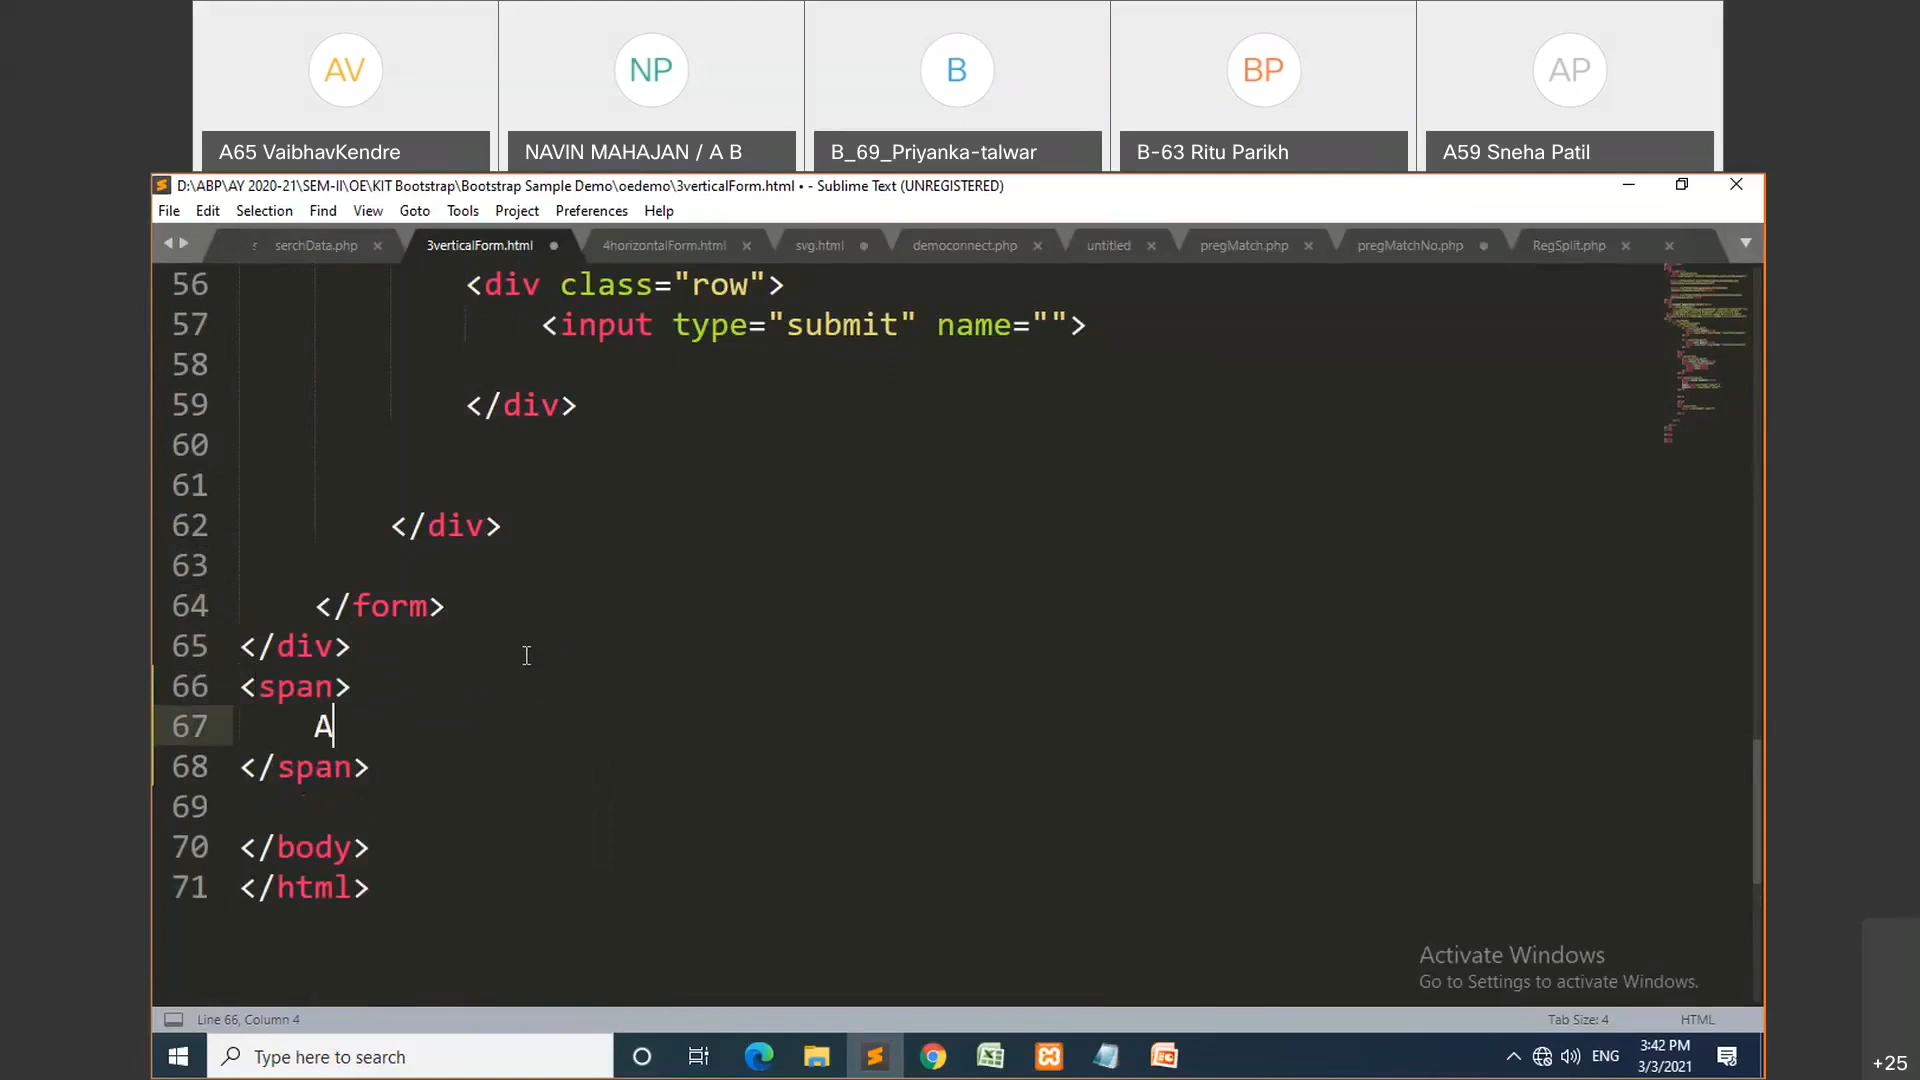 AV
NP
B
BP
AP
A65 VaibhavKendre
NAVIN MAHAJAN / A B
B_69_Priyanka-talwar
B-63 Ritu Parikh
A59 Sneha Patil
D:\ABP\AY 2020-21\SEM-II\OE\KIT Bootstrap\Bootstrap Sample Demo\oedemo\3verticalForm.html • - Sublime Text (UNREGISTERED)
File Edit Selection Find View Goto Tools Project Preferences Help
serchData.php 3verticalForm.html 4horizontalForm.html svg.html democonnect.php untitled pregMatch.php pregMatchNo.php RegSplit.php
56 <div class="row">
57 <input type="submit" name="">
58
59 </div>
60
61
62 </div>
63
64 </form>
65 </div>
66 <span>
67 A
68 </span>
69
70 </body>
71 </html>
Activate Windows
Go to Settings to activate Windows.
Line 66, Column 4 Tab Size: 4 HTML
Type here to search
ENG
3:42 PM
3/3/2021
+25